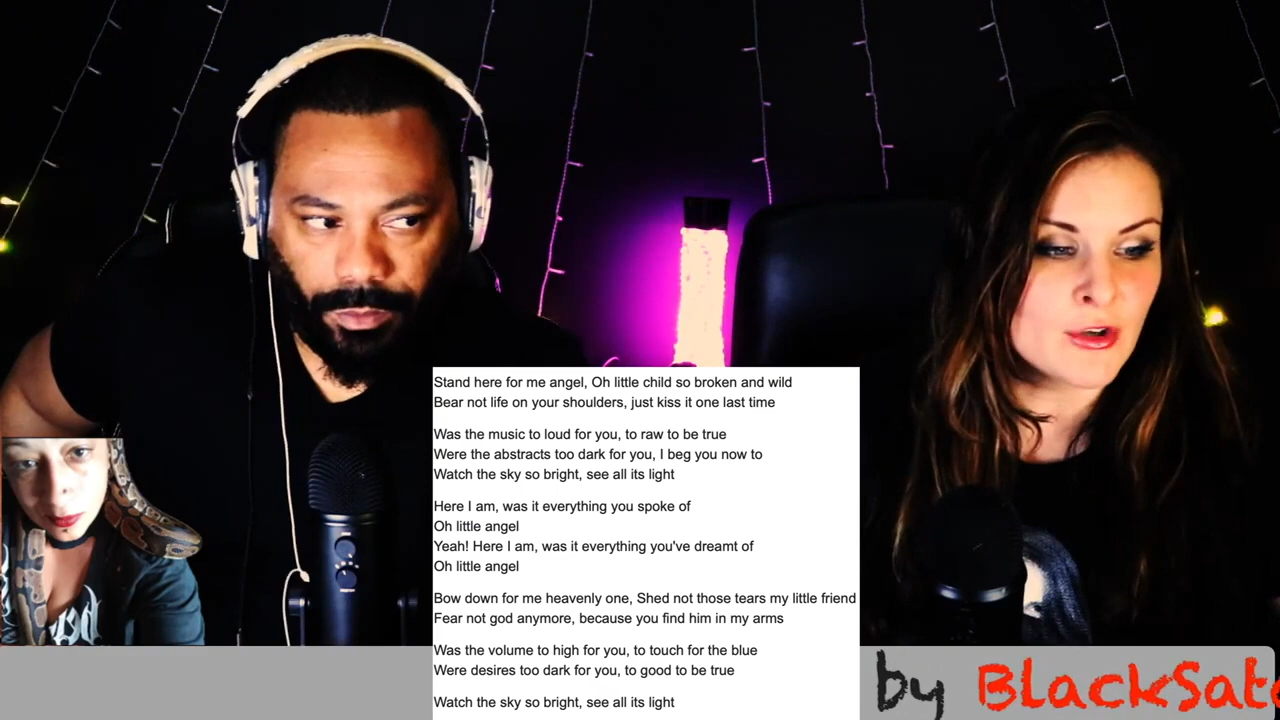 Stand here for me angel, Oh little child so broken and wild
Bear not life on your shoulders, just kiss it one last time
Was the music to loud for you, to raw to be true
Were the abstracts too dark for you, I beg you now to
Watch the sky so bright, see all its light
Here I am, was it everything you spoke of
Oh little angel
Yeah! Here I am, was it everything you've dreamt of
Oh little angel
Bow down for me heavenly one, Shed not those tears my little friend
Fear not god anymore, because you find him in my arms
Was the volume to high for you, to touch for the blue
Were desires too dark for you, to good to be true
Watch the sky so bright, see all its light
by BlackSat